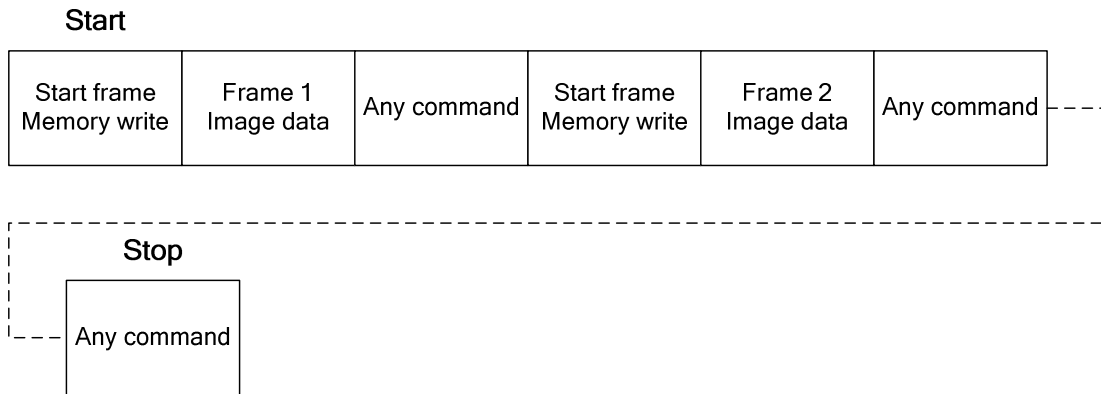 Start
Start frame
Memory write
Frame 1
Image data
Any command
Start frame
Memory write
Frame 2
Image data
Any command
Stop
Any command